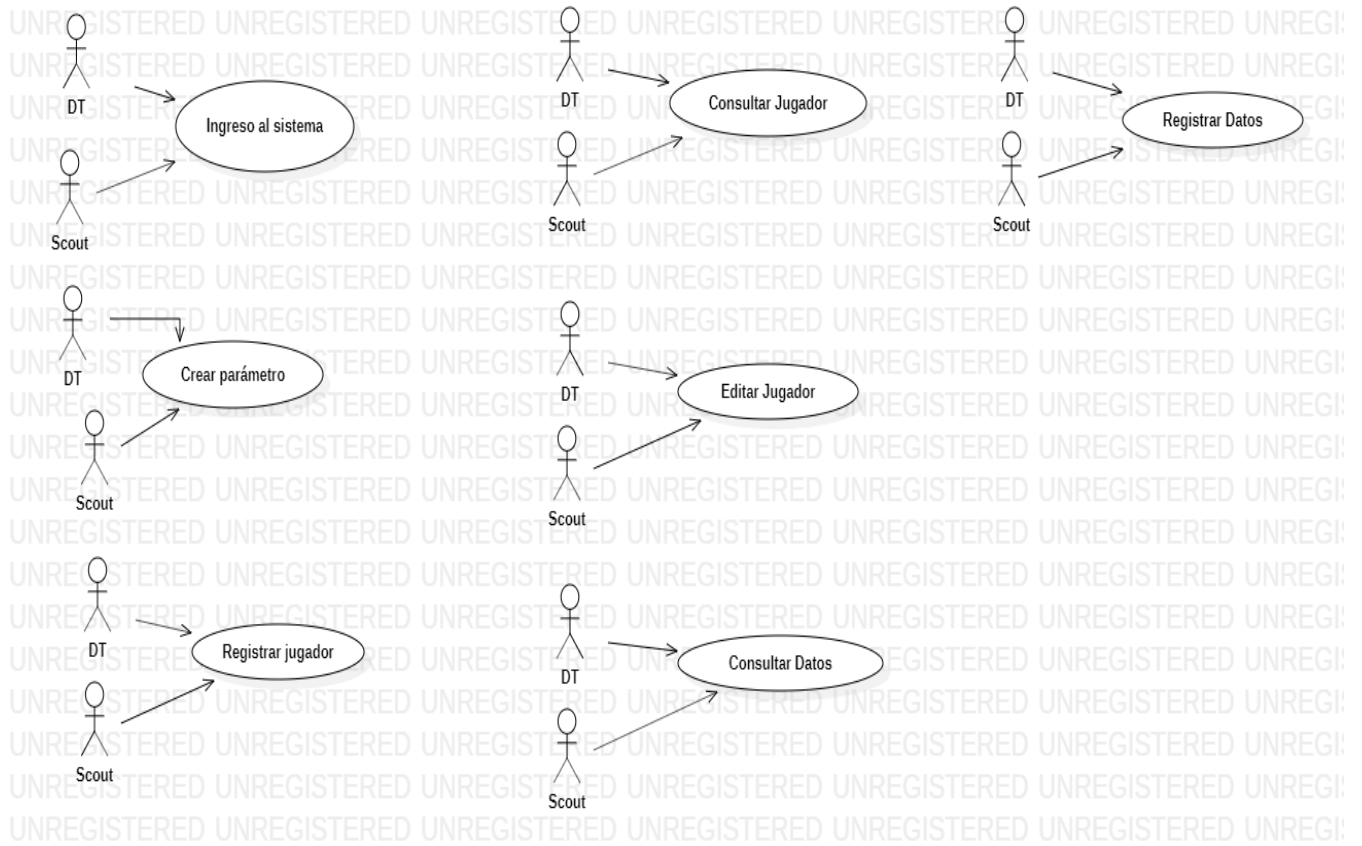 DT
Scout
Ingreso al sistema
DT
Scout
Consultar Jugador
DT
Scout
Registrar Datos
DT
Scout
Crear parámetro
DT
Scout
Editar Jugador
DT
Scout
Registrar jugador
DT
Scout
Consultar Datos
UNREGISTERED